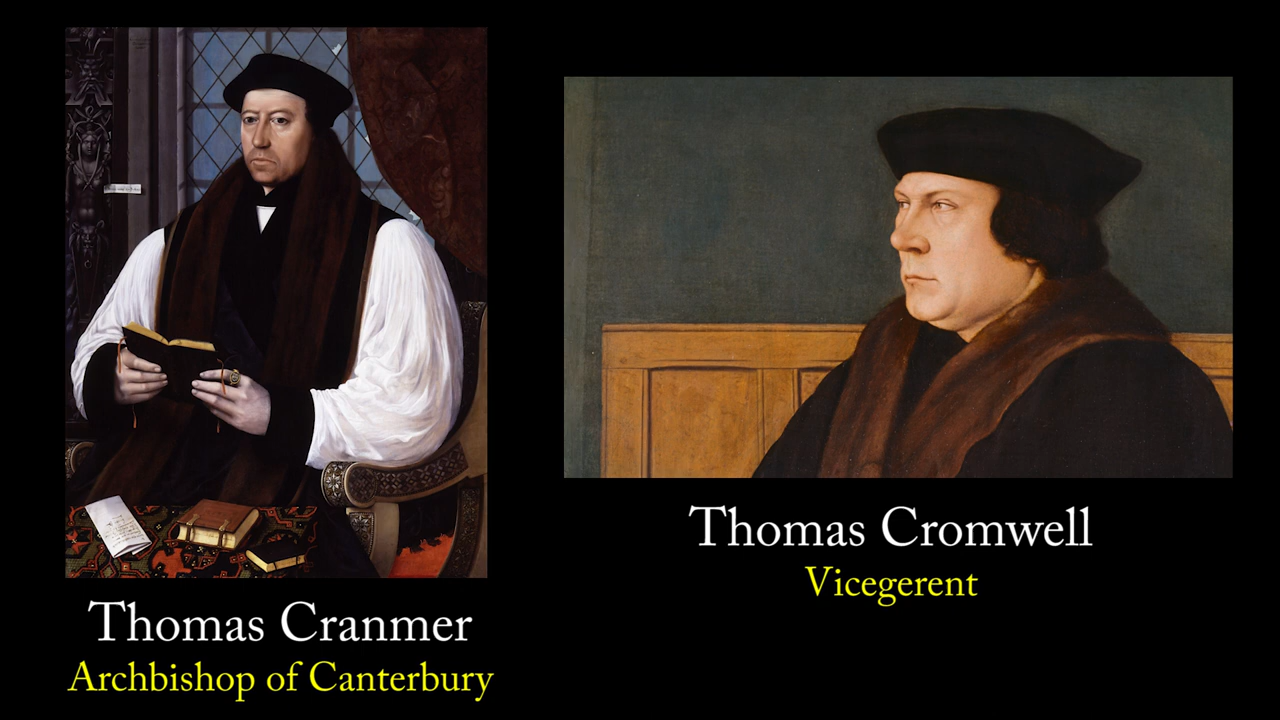 Thomas Cranmer
Archbishop of Canterbury
Thomas Cromwell
Vicegerent